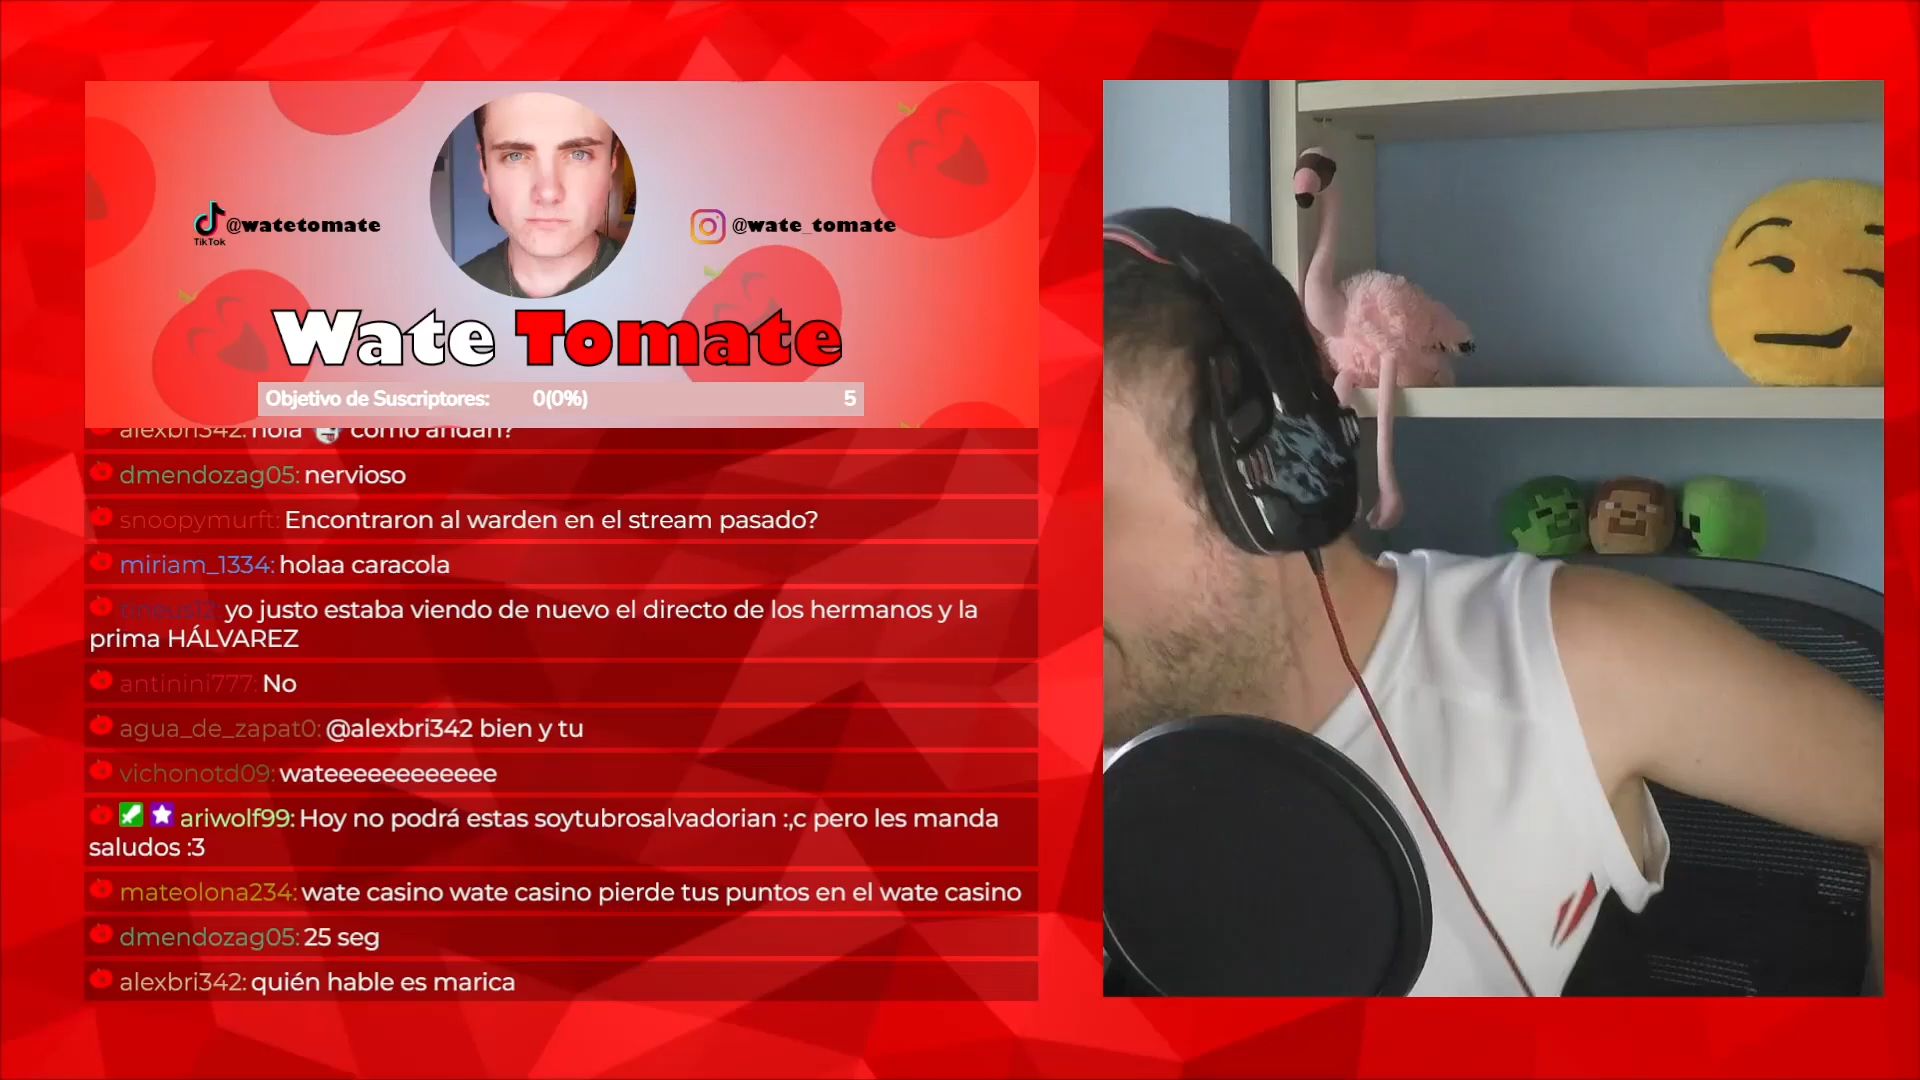 TikTok
@watetomate
@wate_tomate
Wate Tomate
Objetivo de Suscriptores: 0(0%) 5
alexbri342: hola como andan?
dmendozag05: nervioso
snoopymurft: Encontraron al warden en el stream pasado?
miriam_1334: holaa caracola
yo justo estaba viendo de nuevo el directo de los hermanos y la
prima HÁLVAREZ
antinini777: No
agua_de_zapat0: @alexbri342 bien y tu
vichonotd09: wateeeeeeeeeeee
ariwolf99: Hoy no podrá estas soytubrosalvadorian :,c pero les manda
saludos :3
mateolona234: wate casino wate casino pierde tus puntos en el wate casino
dmendozag05: 25 seg
alexbri342: quién hable es marica